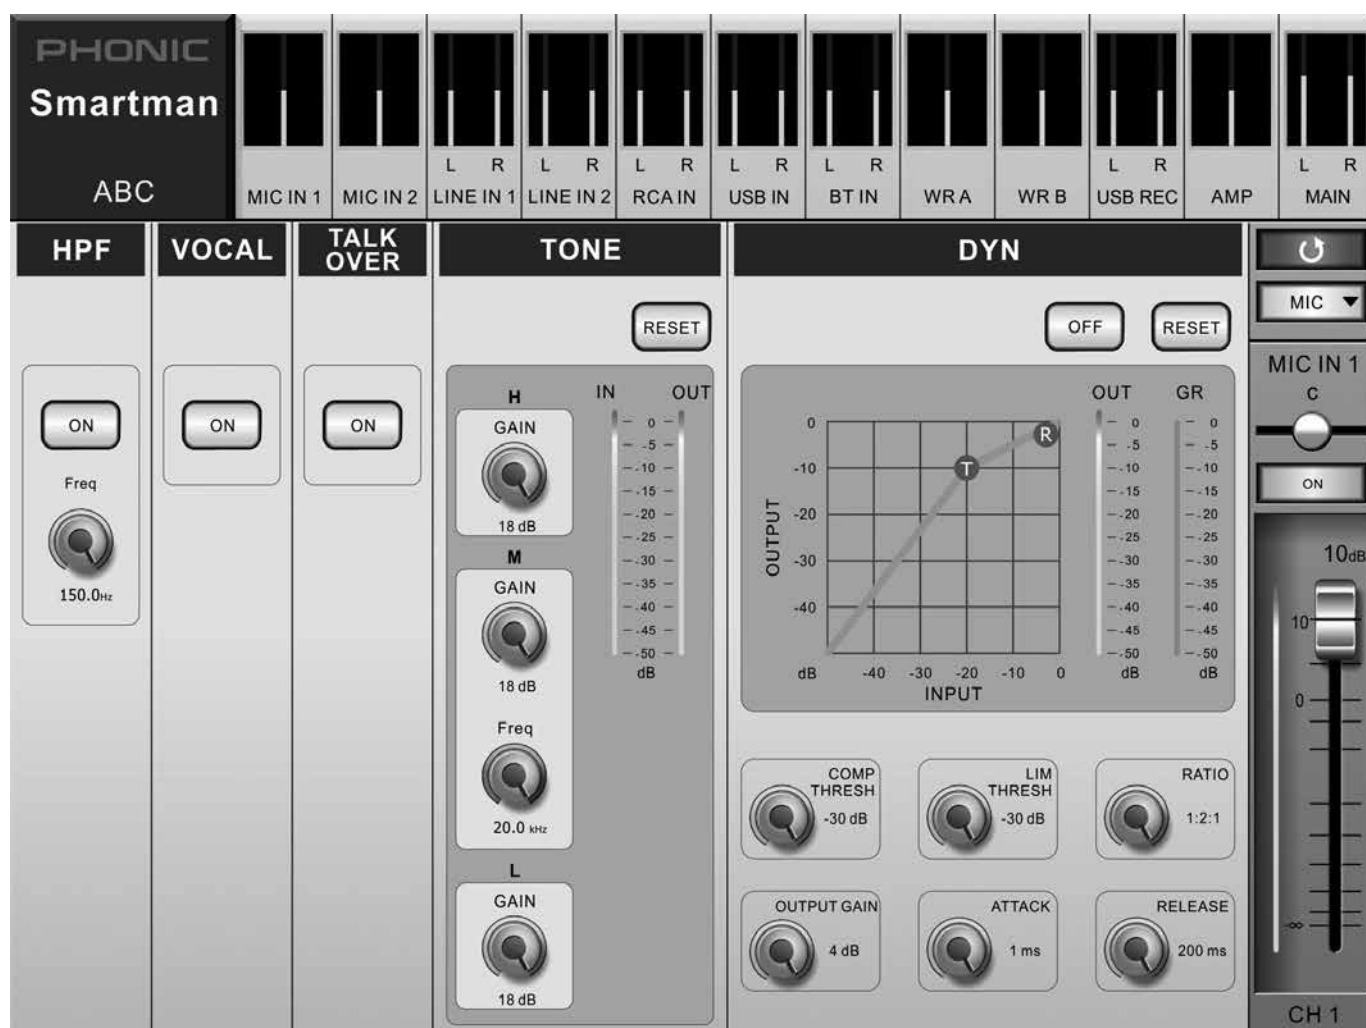 PHONIC
Smartman
ABC
L R L R L R L R L R L R L R
MIC IN 1 MIC IN 2 LINE IN 1 LINE IN 2 RCA IN USB IN BT IN WR A WR B USB REC AMP MAIN
HPF
ON
Freq
150.0Hz
VOCAL
ON
TALK
OVER
ON
TONE
RESET
H
GAIN
18 dB
M
GAIN
18 dB
Freq
20.0 kHz
L
GAIN
18 dB
IN OUT
0
-5
-10
-15
-20
-25
-30
-35
-40
-45
-50
dB
DYN
OFF RESET
OUTPUT
0
-10
-20
-30
-40
T
R
dB -40 -30 -20 -10 0
INPUT
OUT GR
0 0
-5 -5
-10 -10
-15 -15
-20 -20
-25 -25
-30 -30
-35 -35
-40 -40
-45 -45
-50 -50
dB dB
COMP
THRESH
-30 dB
LIM
THRESH
-30 dB
RATIO
1:2:1
OUTPUT GAIN
4 dB
ATTACK
1 ms
RELEASE
200 ms
MIC
MIC IN 1
C
ON
10dB
10
0
-∞
CH 1